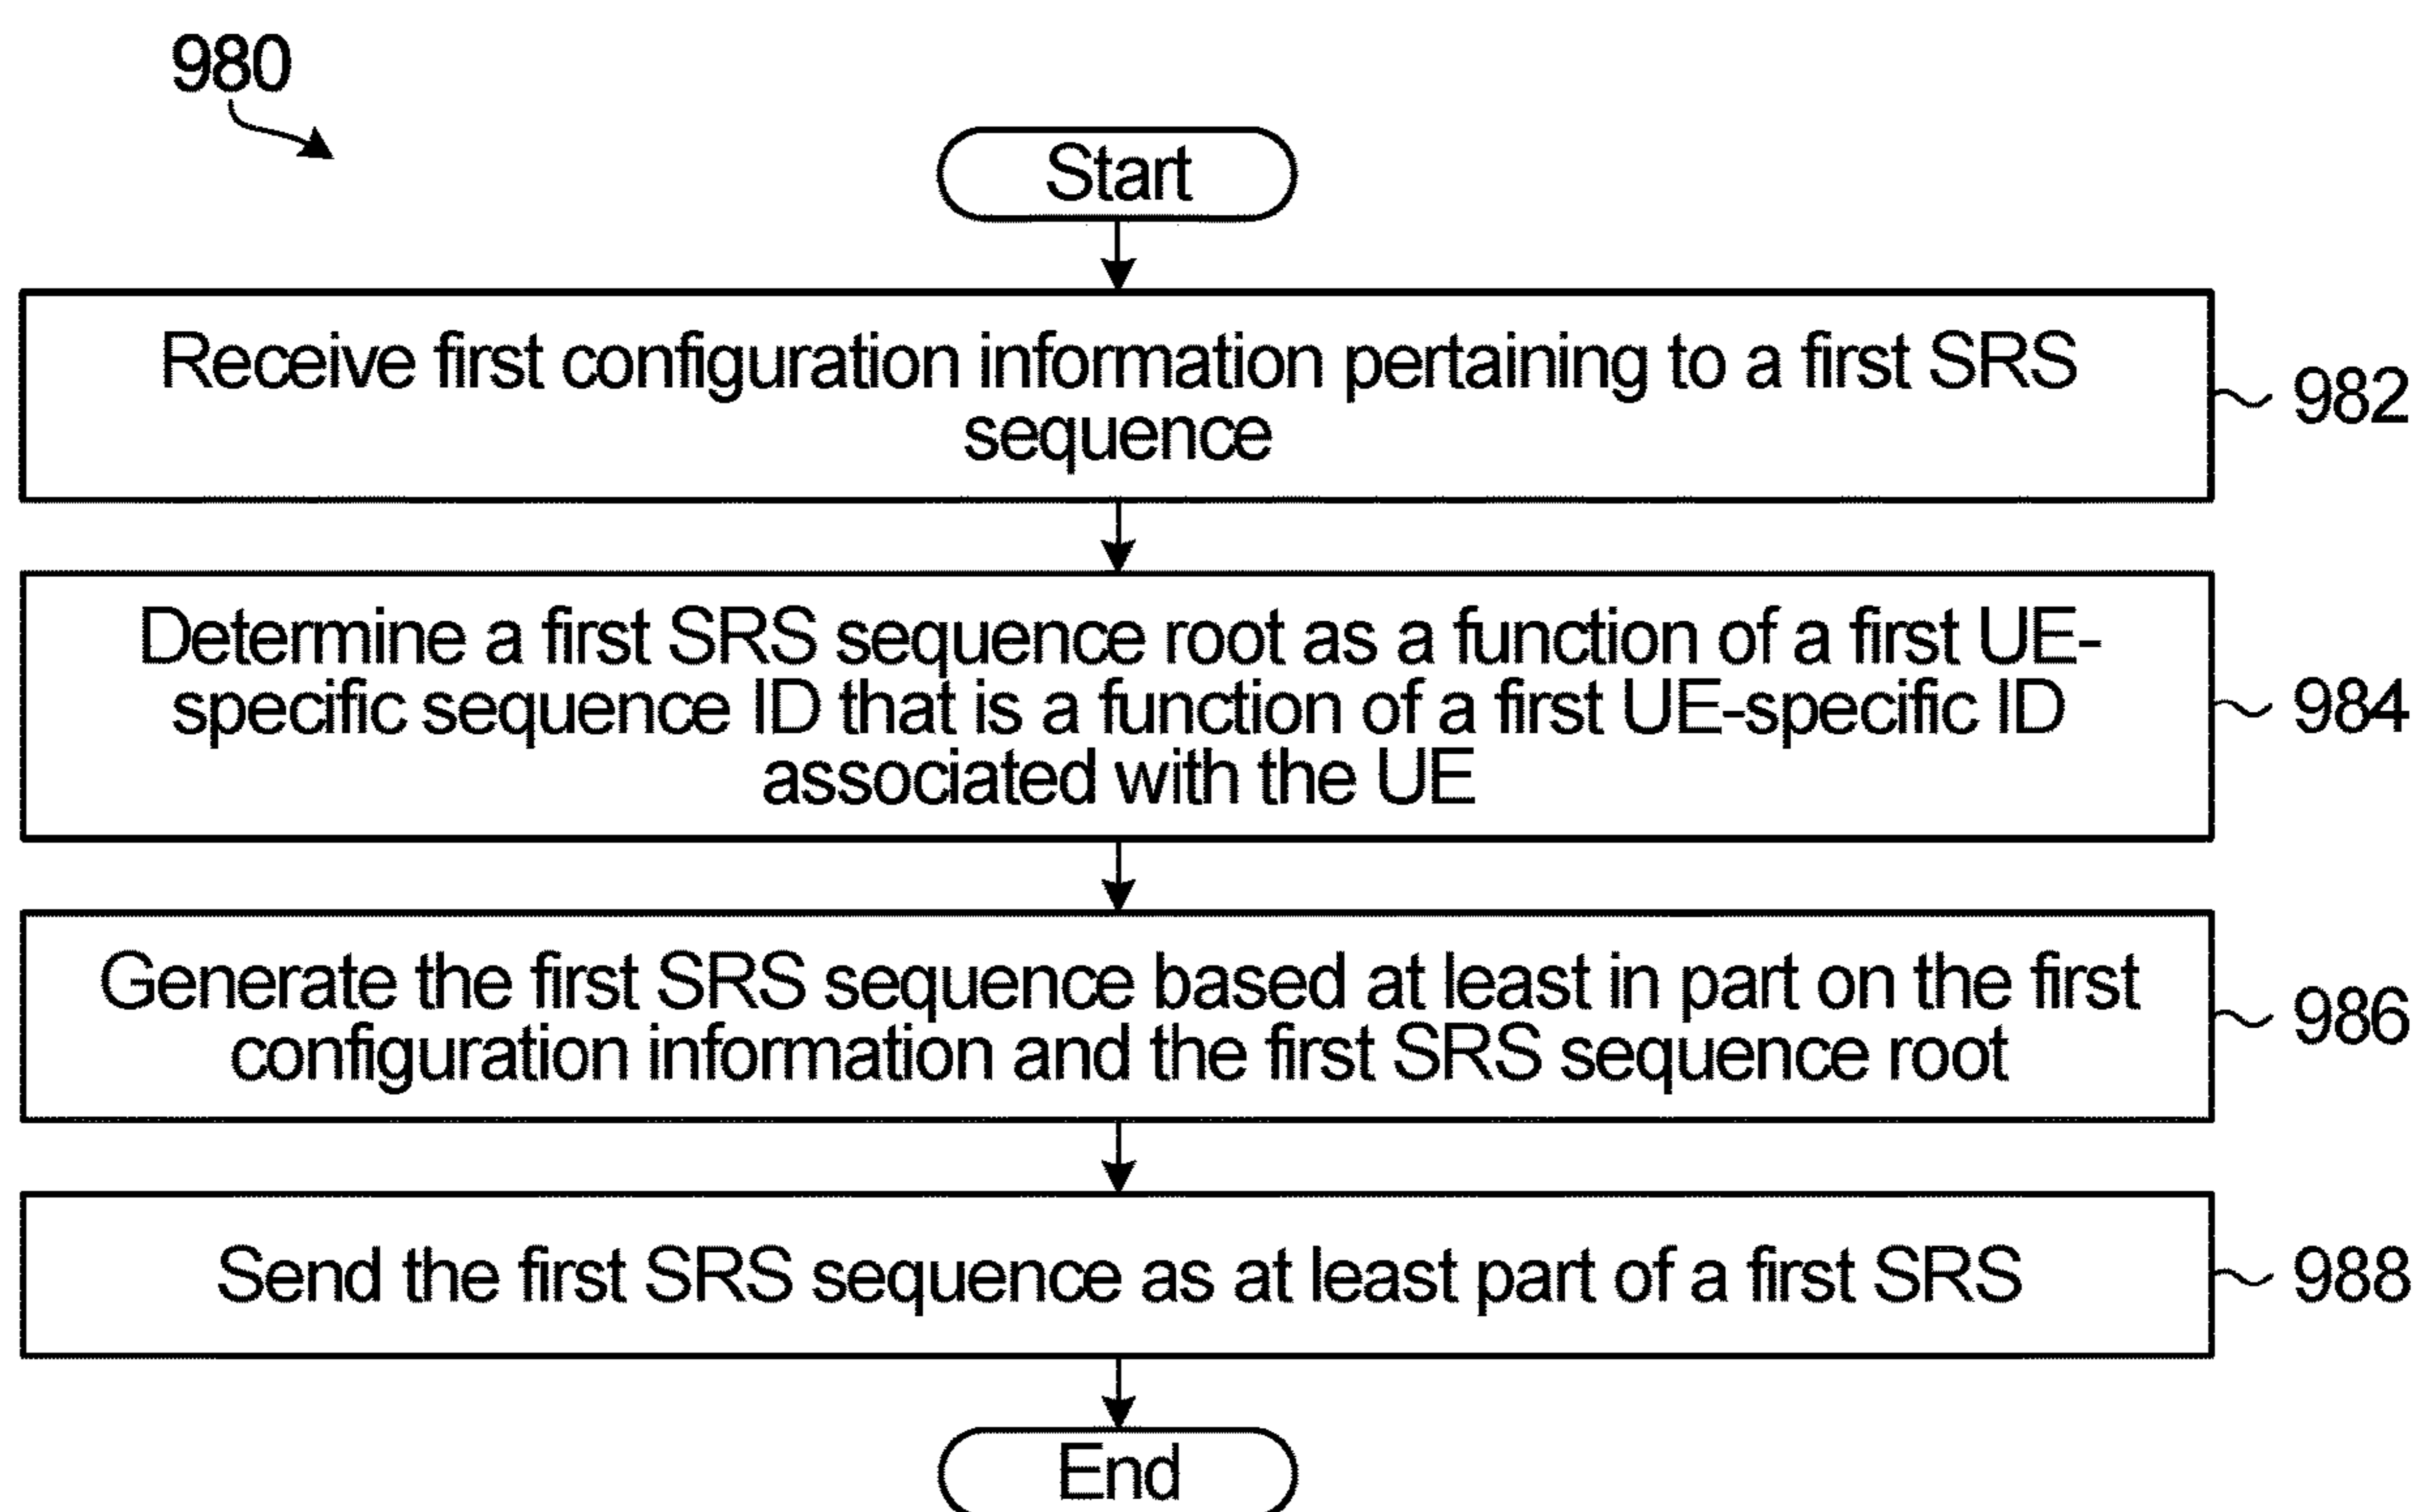 980
Start
Receive first configuration information pertaining to a first SRS
sequence
982
Determine a first SRS sequence root as a function of a first UE-
specific sequence ID that is a function of a first UE-specific ID
associated with the UE
984
Generate the first SRS sequence based at least in part on the first
configuration information and the first SRS sequence root
986
Send the first SRS sequence as at least part of a first SRS
988
End